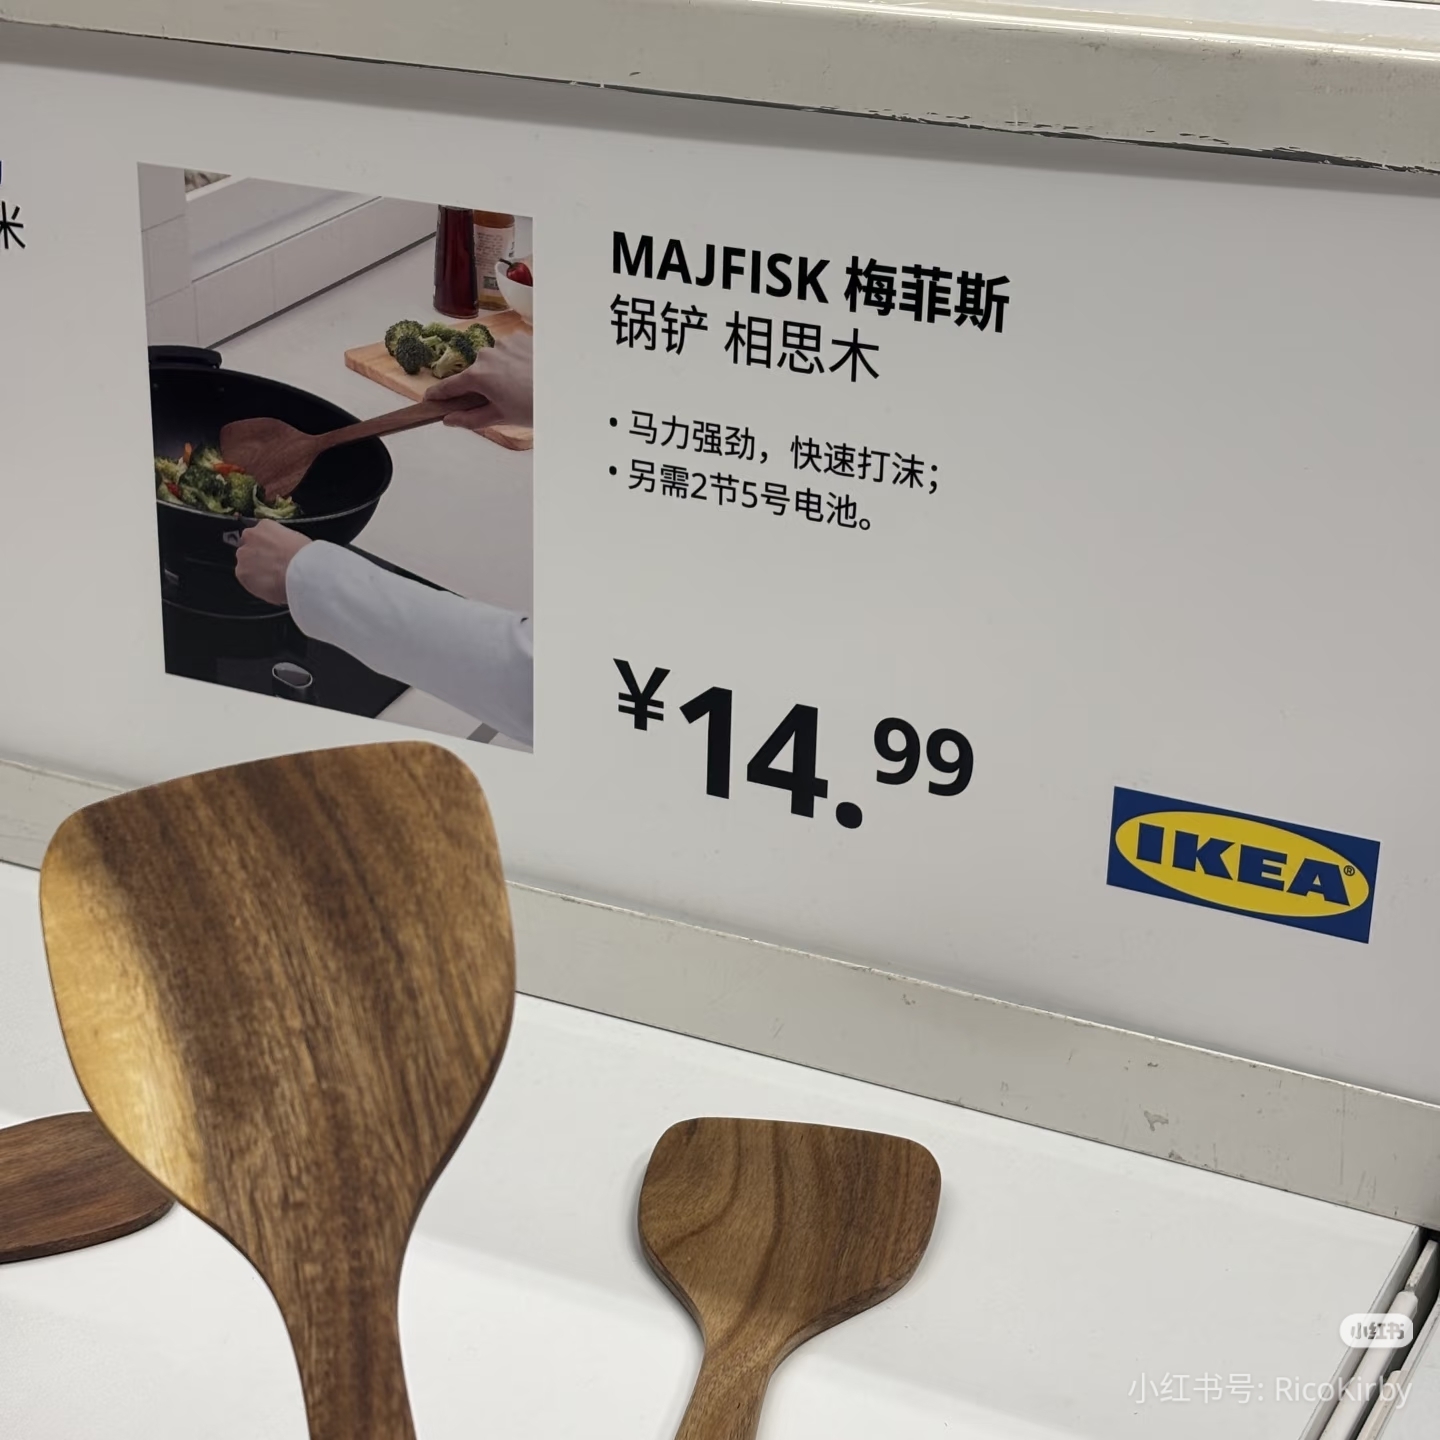 米
MAJFISK 梅菲斯
锅铲 相思木
• 马力强劲，快速打沫；
• 另需2节5号电池。
¥14.99
IKEA®
小红书
小红书号: RicoKirby